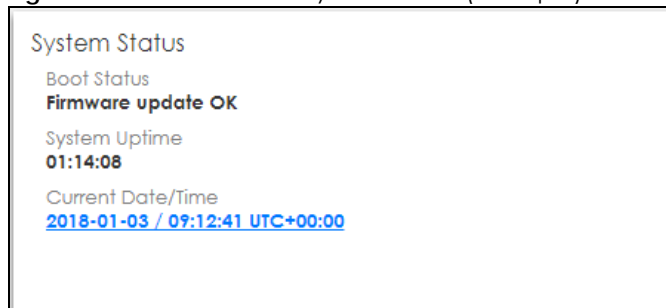 System Status
Boot Status
Firmware update OK
System Uptime
01:14:08
Current Date/Time
2018-01-03 / 09:12:41 UTC+00:00